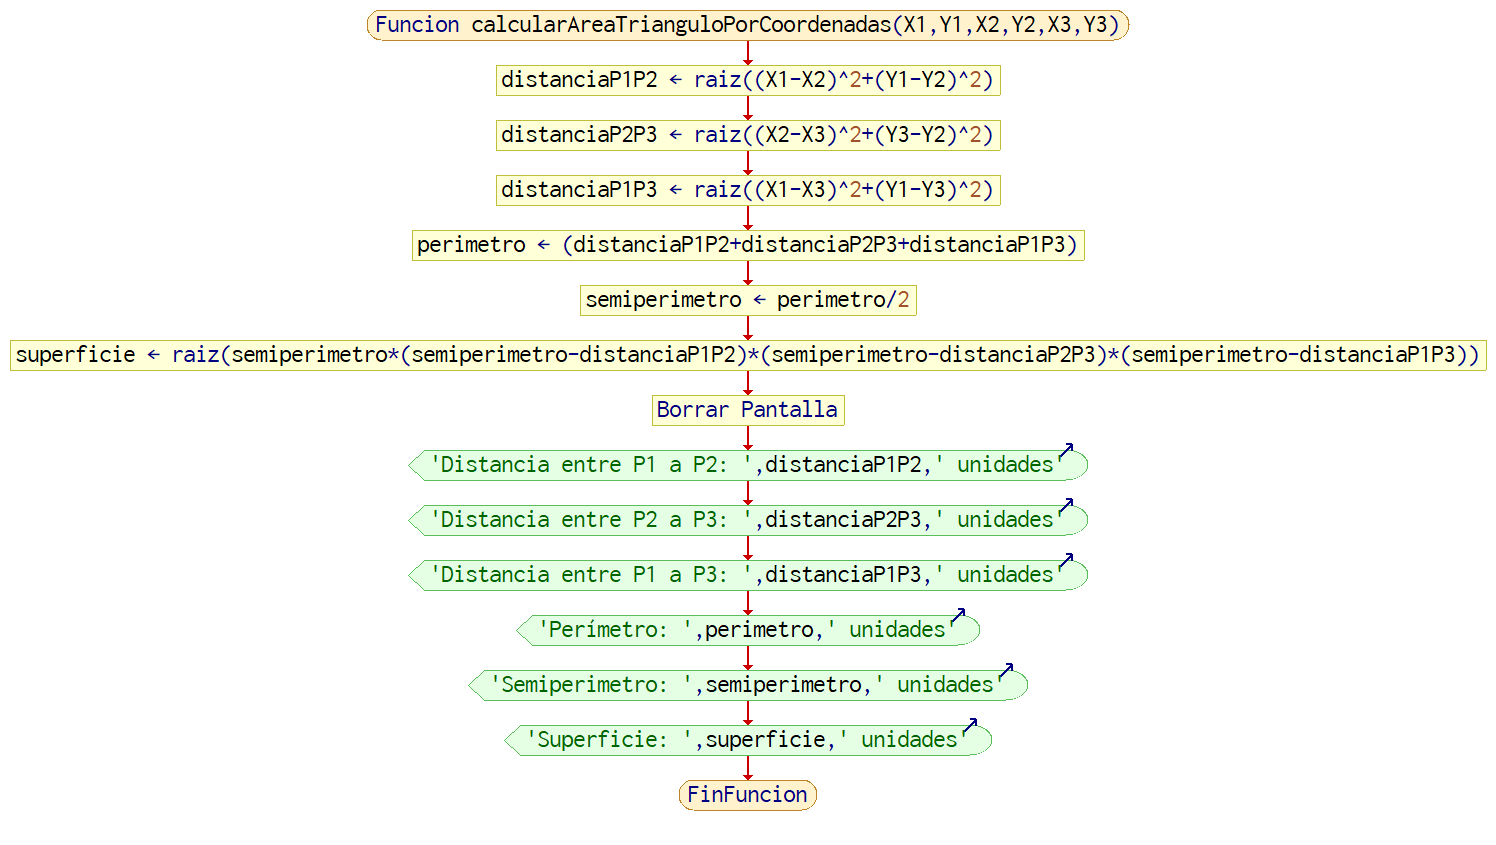 Funcion calcularAreaTrianguloPorCoordenadas(X1,Y1,X2,Y2,X3,Y3)
distanciaP1P2 ← raiz((X1-X2)^2+(Y1-Y2)^2)
distanciaP2P3 ← raiz((X2-X3)^2+(Y3-Y2)^2)
distanciaP1P3 ← raiz((X1-X3)^2+(Y1-Y3)^2)
perimetro ← (distanciaP1P2+distanciaP2P3+distanciaP1P3)
semiperimetro ← perimetro/2
superficie ← raiz(semiperimetro*(semiperimetro-distanciaP1P2)*(semiperimetro-distanciaP2P3)*(semiperimetro-distanciaP1P3))
Borrar Pantalla
'Distancia entre P1 a P2: ',distanciaP1P2,' unidades'
'Distancia entre P2 a P3: ',distanciaP2P3,' unidades'
'Distancia entre P1 a P3: ',distanciaP1P3,' unidades'
'Perímetro: ',perimetro,' unidades'
'Semiperimetro: ',semiperimetro,' unidades'
'Superficie: ',superficie,' unidades'
FinFuncion